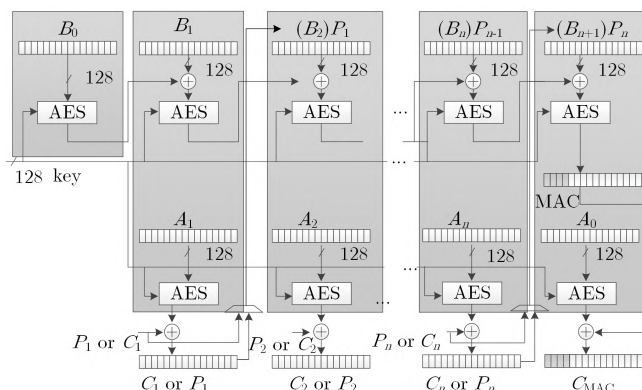 B₀ B₁ (B₂)P₁ (Bₙ)Pₙ₋₁ (Bₙ₊₁)Pₙ
128 128 128 128 128
AES AES AES ... AES AES
128 key ...
MAC
A₁ A₂ Aₙ A₀
128 128 128 128
...
AES AES ... AES AES
P₁ or C₁ P₂ or C₂ Pₙ or Cₙ
C₁ or P₁ C₂ or P₂ Cₙ or Pₙ C_MAC